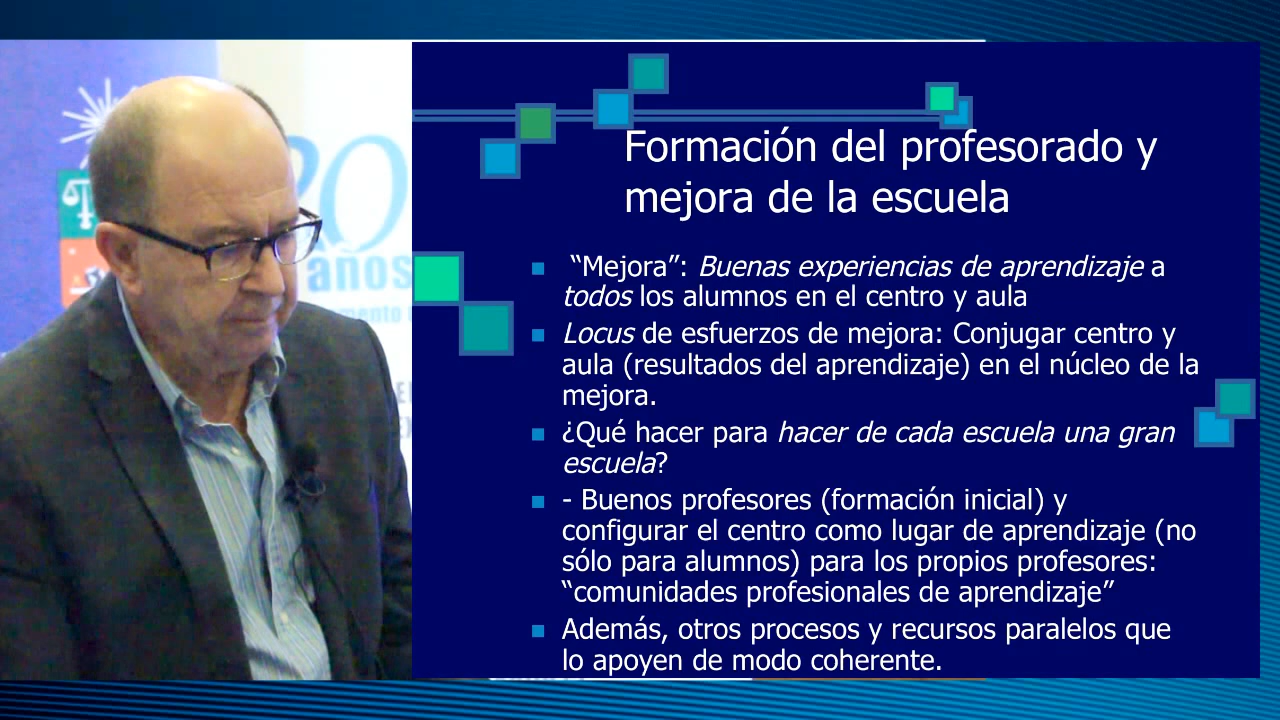 20
años
mento
Formación del profesorado y
mejora de la escuela
“Mejora”: Buenas experiencias de aprendizaje a
todos los alumnos en el centro y aula
Locus de esfuerzos de mejora: Conjugar centro y
aula (resultados del aprendizaje) en el núcleo de la
mejora.
¿Qué hacer para hacer de cada escuela una gran
escuela?
- Buenos profesores (formación inicial) y
configurar el centro como lugar de aprendizaje (no
sólo para alumnos) para los propios profesores:
“comunidades profesionales de aprendizaje”
Además, otros procesos y recursos paralelos que
lo apoyen de modo coherente.